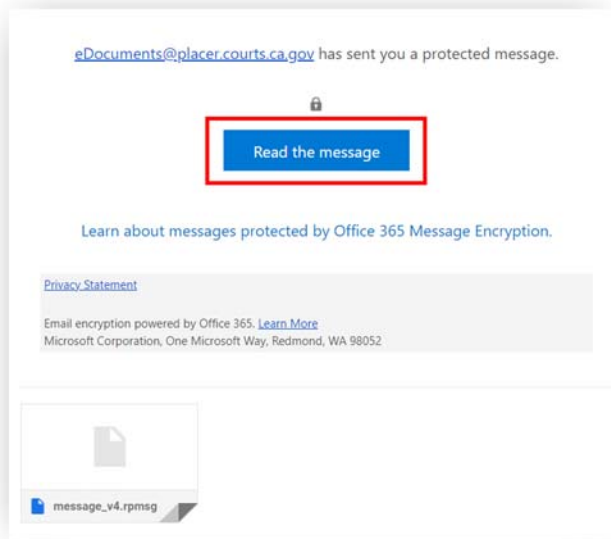 eDocuments@placer.courts.ca.gov has sent you a protected message.
Read the message
Learn about messages protected by Office 365 Message Encryption.
Privacy Statement
Email encryption powered by Office 365. Learn More
Microsoft Corporation, One Microsoft Way, Redmond, WA 98052
message_v4.rpmsg